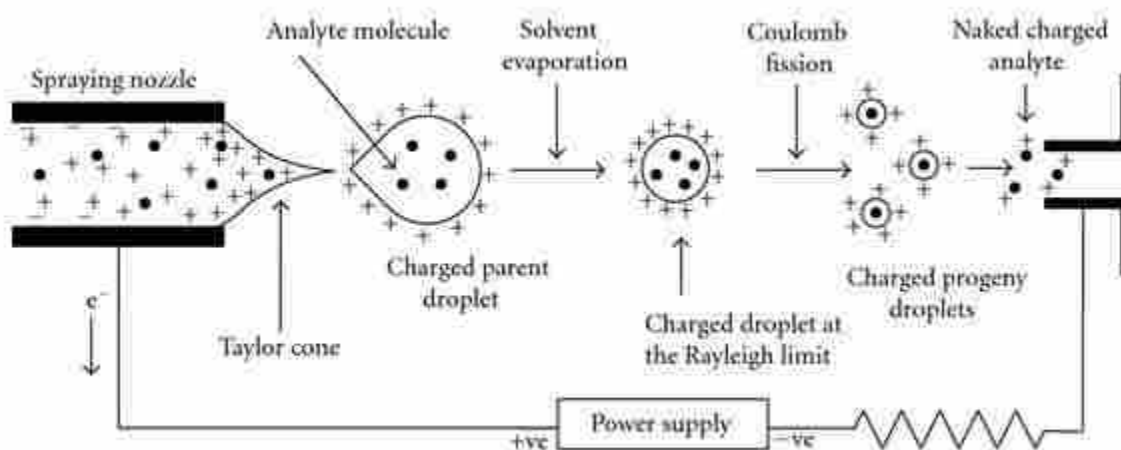 Analyte molecule
Solvent
evaporation
Coulomb
fission
Naked charged
analyte
Spraying nozzle
Charged parent
droplet
Charged progeny
droplets
e⁻
Taylor cone
Charged droplet at
the Rayleigh limit
+ve
Power supply
−ve